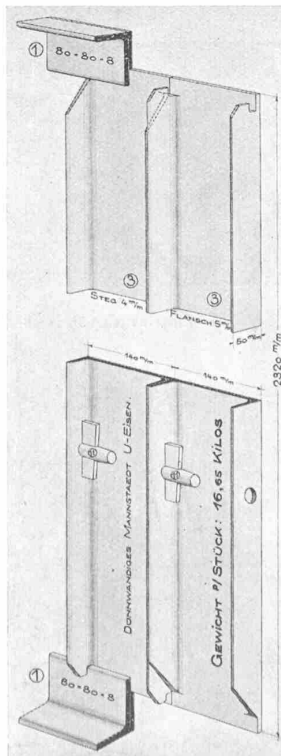 ①
80-80-8
③
③
STEG 4 m/m
FLANSCH 5 m/m
50 m/m
2320 m/m
140 m/m
140 m/m
DÜNNWANDIGES MANNSTAEDT U-EISEN.
GEWICHT P/STÜCK: 16,65 KILOS
①
80-80-8